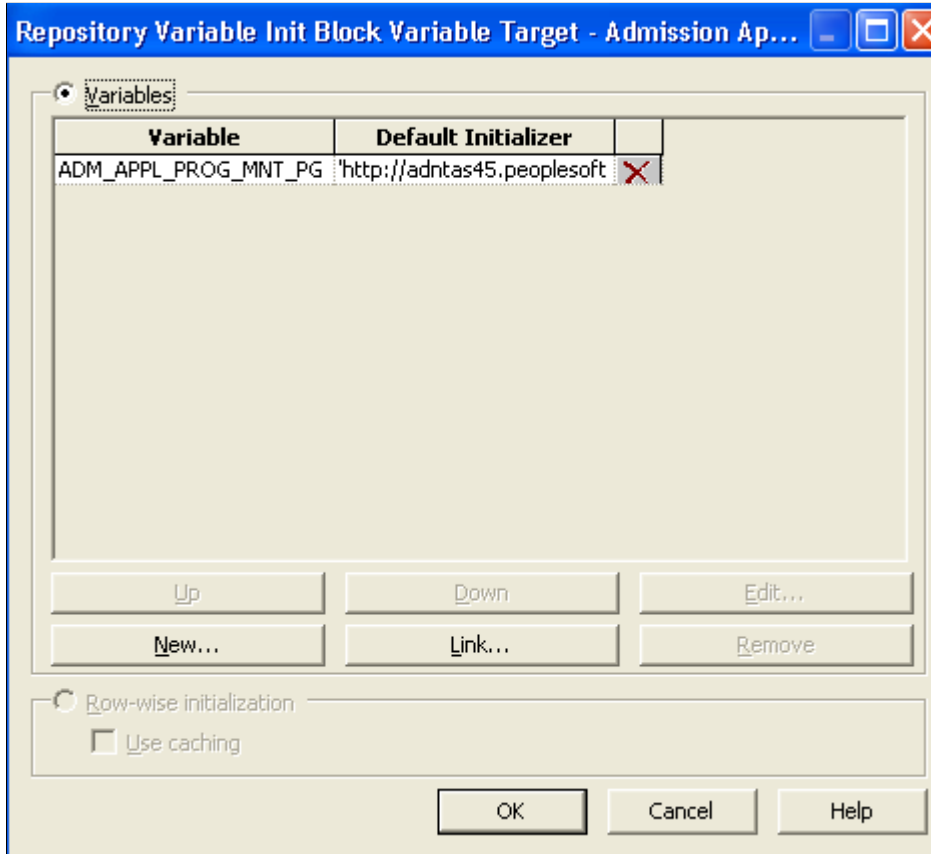 Repository Variable Init Block Variable Target - Admission Ap...
Variables
Variable Default Initializer
ADM_APPL_PROG_MNT_PG 'http://adntas45.peoplesoft
Up Down Edit...
New... Link... Remove
Row-wise initialization
Use caching
OK Cancel Help